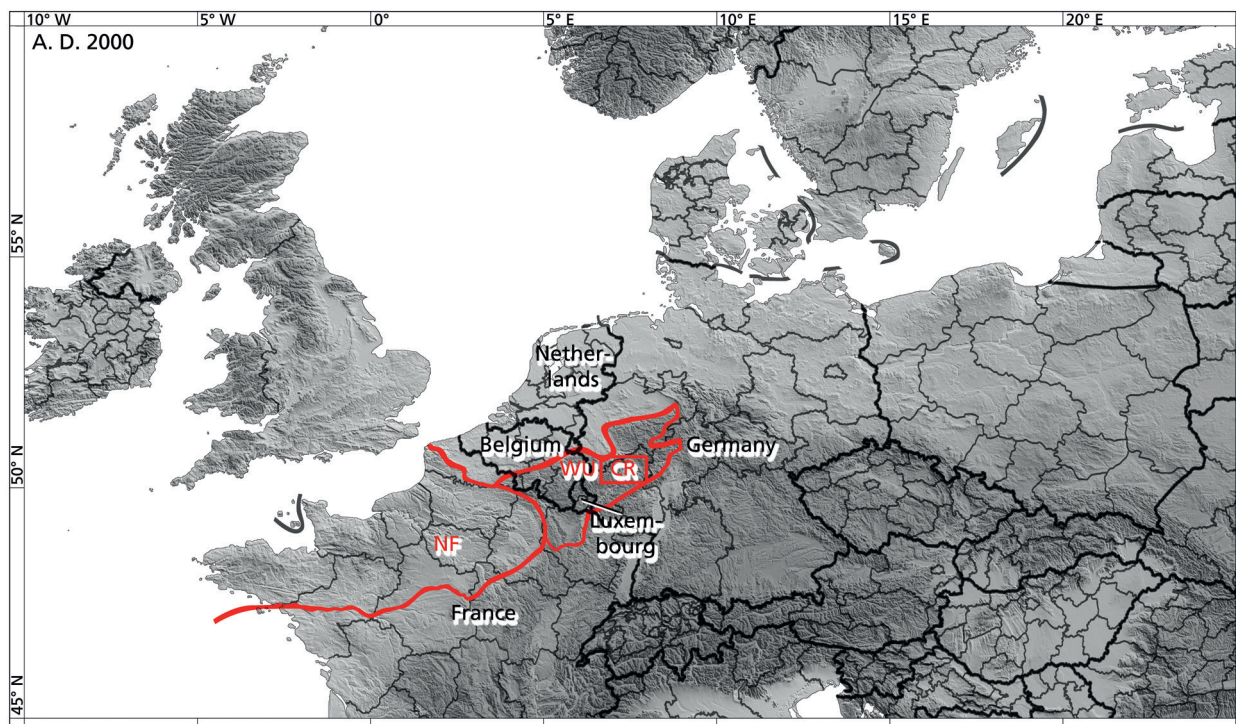 10° W
5° W
0°
5° E
10° E
15° E
20° E
A. D. 2000
55° N
50° N
45° N
Nether-
lands
Belgium
Germany
WU
CR
Luxem-
bourg
NF
France